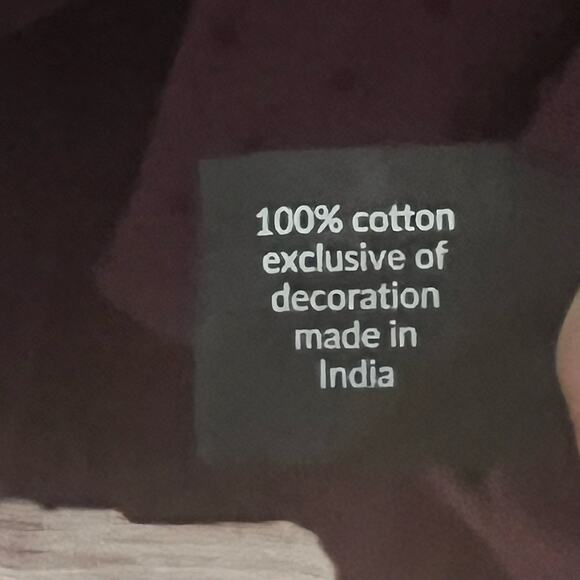 100% cotton
exclusive of
decoration
made in
India